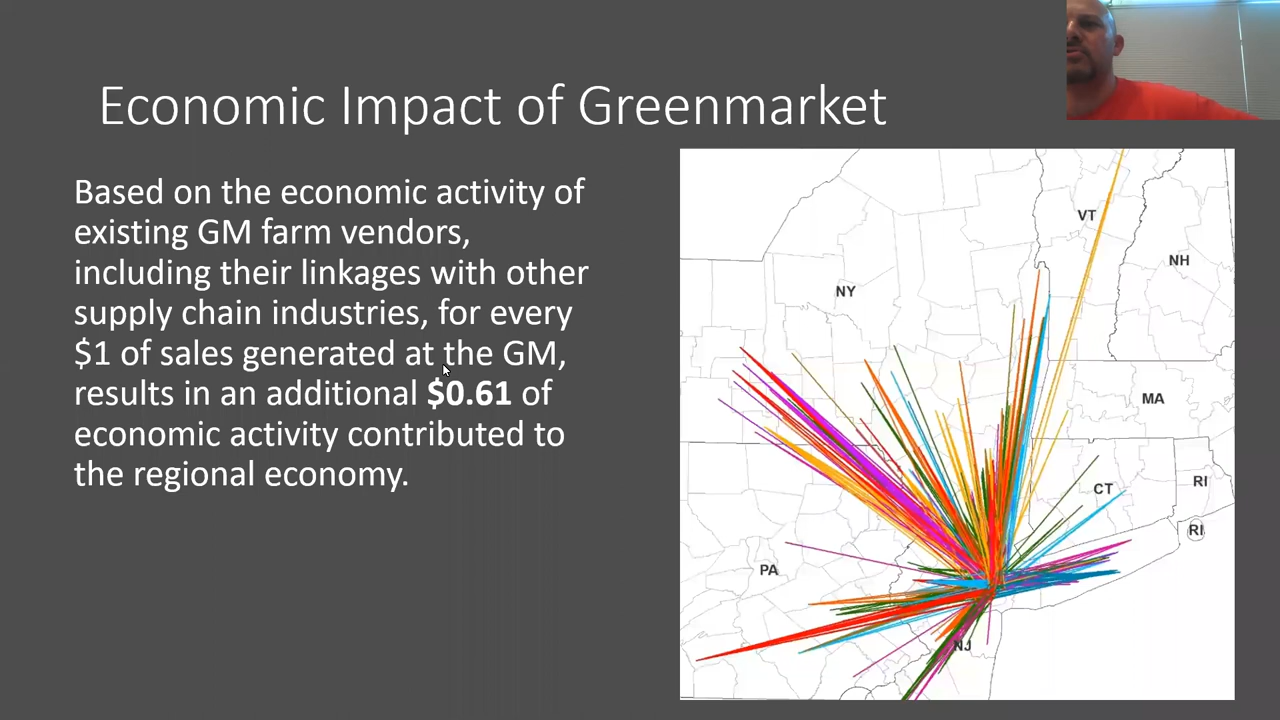 Economic Impact of Greenmarket
Based on the economic activity of
existing GM farm vendors,
including their linkages with other
supply chain industries, for every
$1 of sales generated at the GM,
results in an additional $0.61 of
economic activity contributed to
the regional economy.
VT
NH
NY
MA
CT
RI
RI
PA
NJ